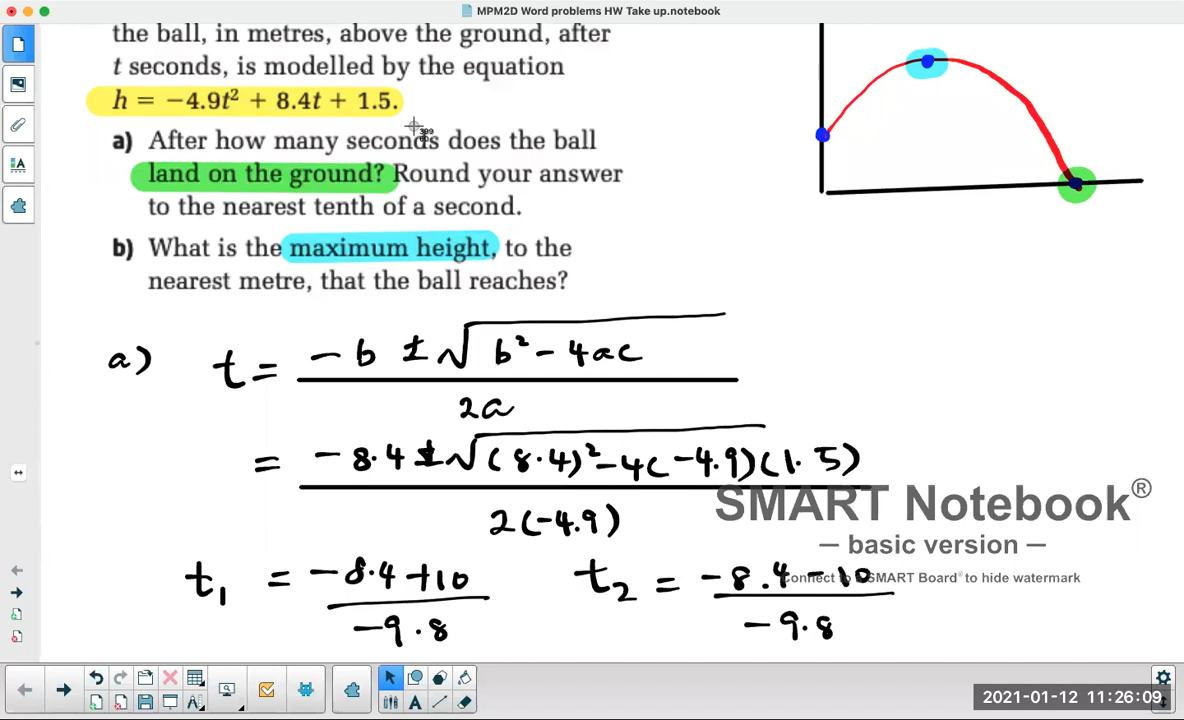 MPM2D Word problems HW Take up.notebook
the ball, in metres, above the ground, after
t seconds, is modelled by the equation
h = −4.9t² + 8.4t + 1.5.
a) After how many seconds does the ball
land on the ground? Round your answer
to the nearest tenth of a second.
b) What is the maximum height, to the
nearest metre, that the ball reaches?
a) t = (-b ± √(b² - 4ac)) / 2a
= (-8.4 ± √((8.4)² - 4(-4.9)(1.5))) / 2(-4.9)
t₁ = (-8.4 + 10) / -9.8 t₂ = (-8.4 - 10) / -9.8
SMART Notebook®
— basic version —
Connect to a SMART Board® to hide watermark
2021-01-12 11:26:09